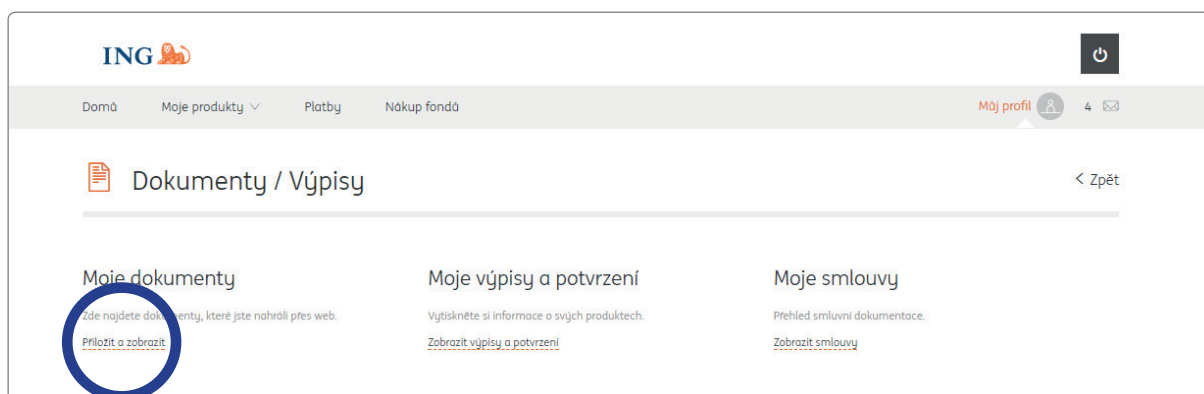 ING
Domů Moje produkty Platby Nákup fondů Můj profil 4
Dokumenty / Výpisy < Zpět
Moje dokumenty Moje výpisy a potvrzení Moje smlouvy
Zde najdete dokumenty, které jste nahráli přes web. Vytiskněte si informace o svých produktech. Přehled smluvní dokumentace.
Přiložit a zobrazit Zobrazit výpisy a potvrzení Zobrazit smlouvy